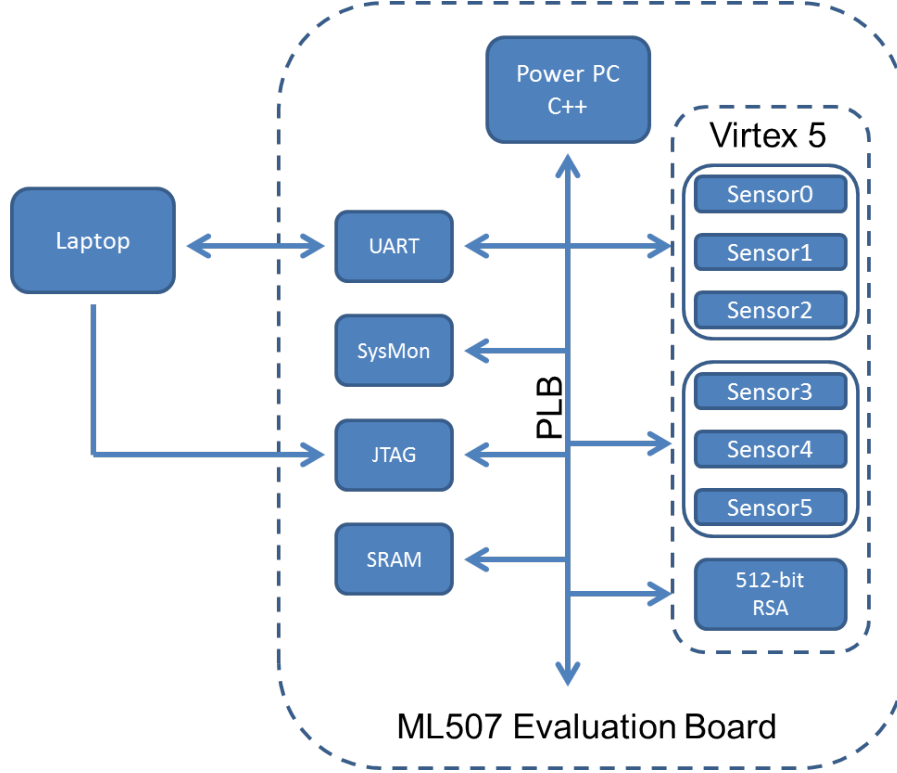 Power PC
C++
Virtex 5
Sensor0
Sensor1
Sensor2
Laptop
UART
SysMon
PLB
Sensor3
JTAG
Sensor4
Sensor5
SRAM
512-bit
RSA
ML507 Evaluation Board